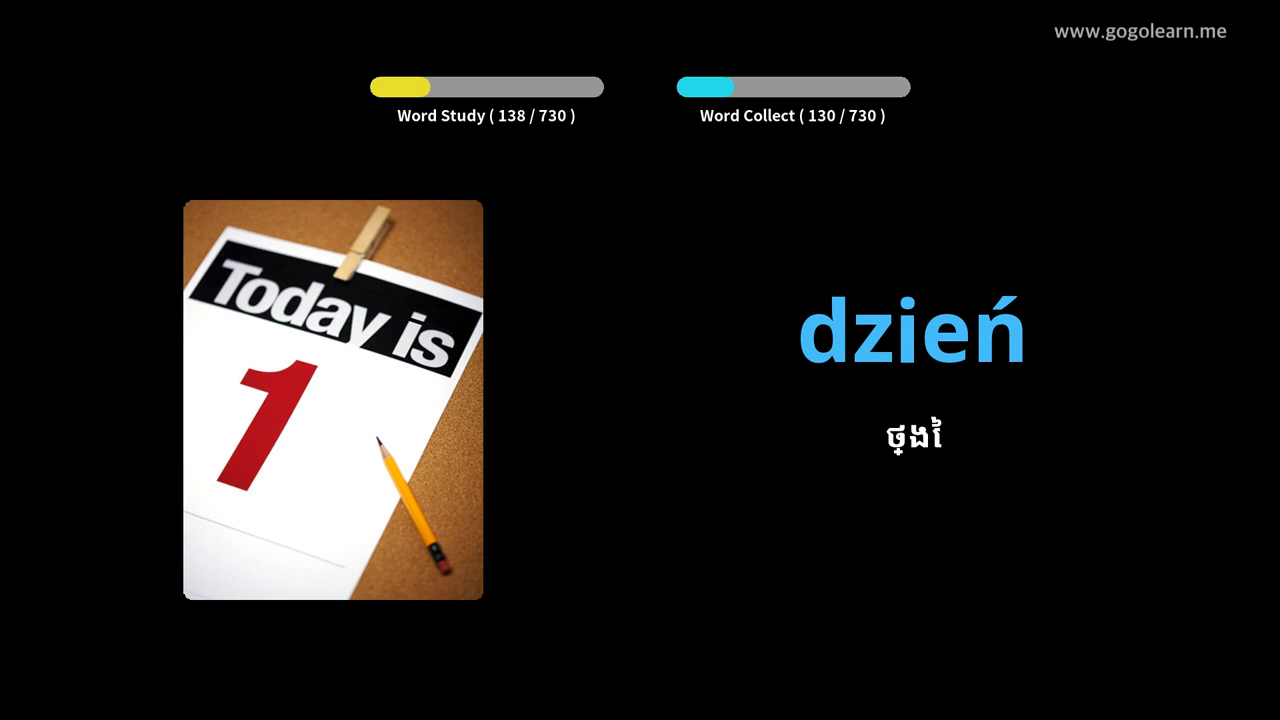 www.gogolearn.me
Word Study ( 138 / 730 )
Word Collect ( 130 / 730 )
Today is
1
dzień
ថ្ងៃ